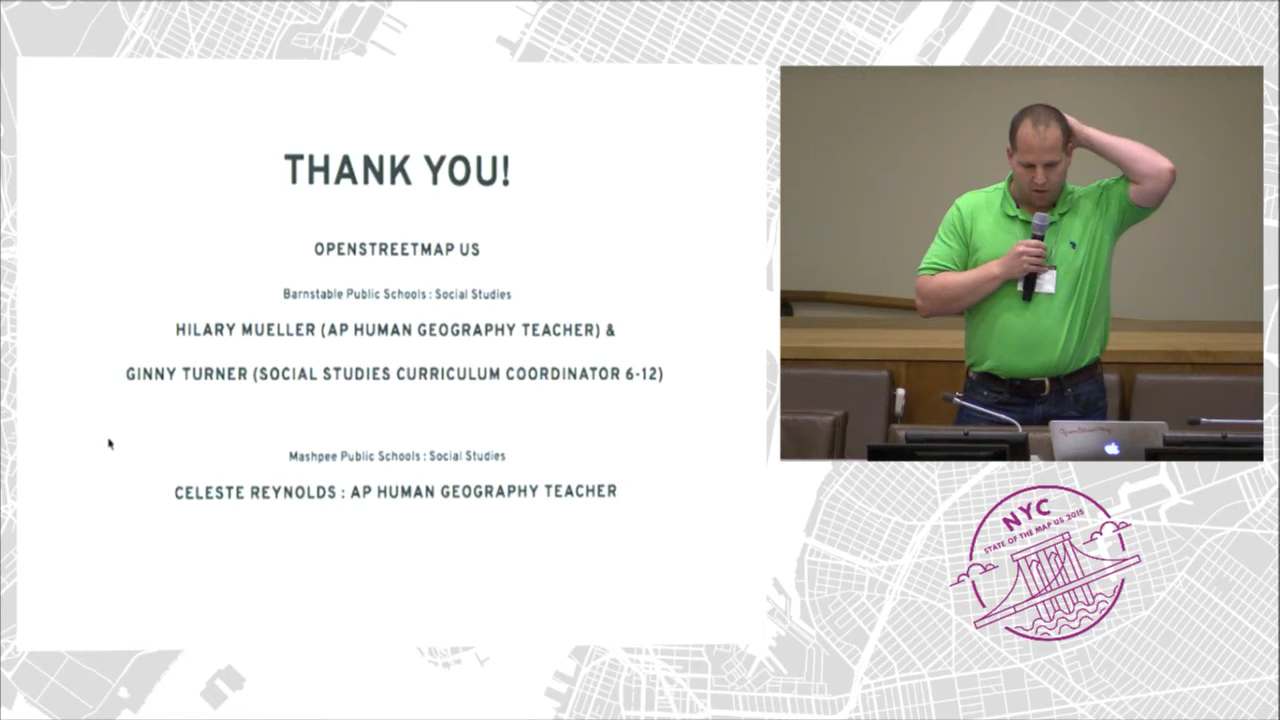 THANK YOU!
OPENSTREETMAP US
Barnstable Public Schools : Social Studies
HILARY MUELLER (AP HUMAN GEOGRAPHY TEACHER) &
GINNY TURNER (SOCIAL STUDIES CURRICULUM COORDINATOR 6-12)
Mashpee Public Schools : Social Studies
CELESTE REYNOLDS : AP HUMAN GEOGRAPHY TEACHER
NYC
STATE OF THE MAP US 2015